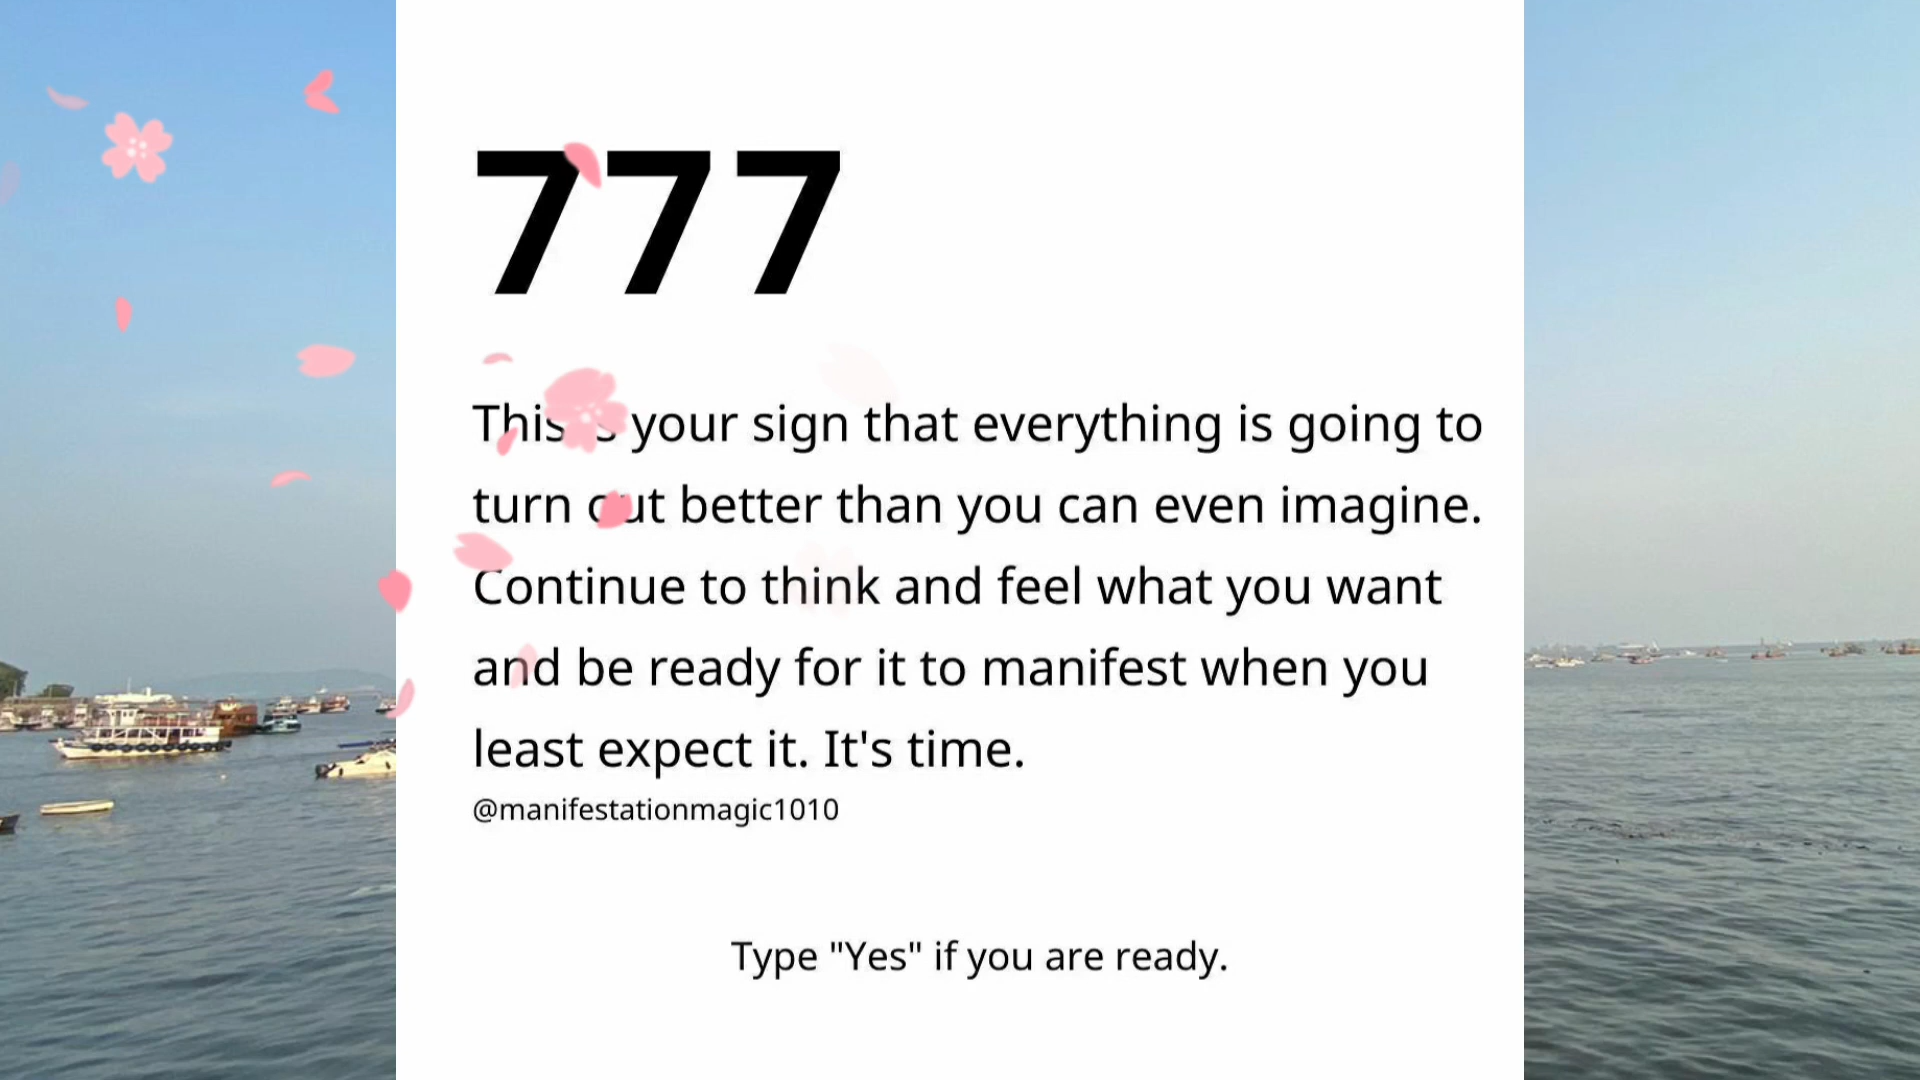 777
This is your sign that everything is going to
turn out better than you can even imagine.
Continue to think and feel what you want
and be ready for it to manifest when you
least expect it. It's time.
@manifestationmagic1010
Type "Yes" if you are ready.